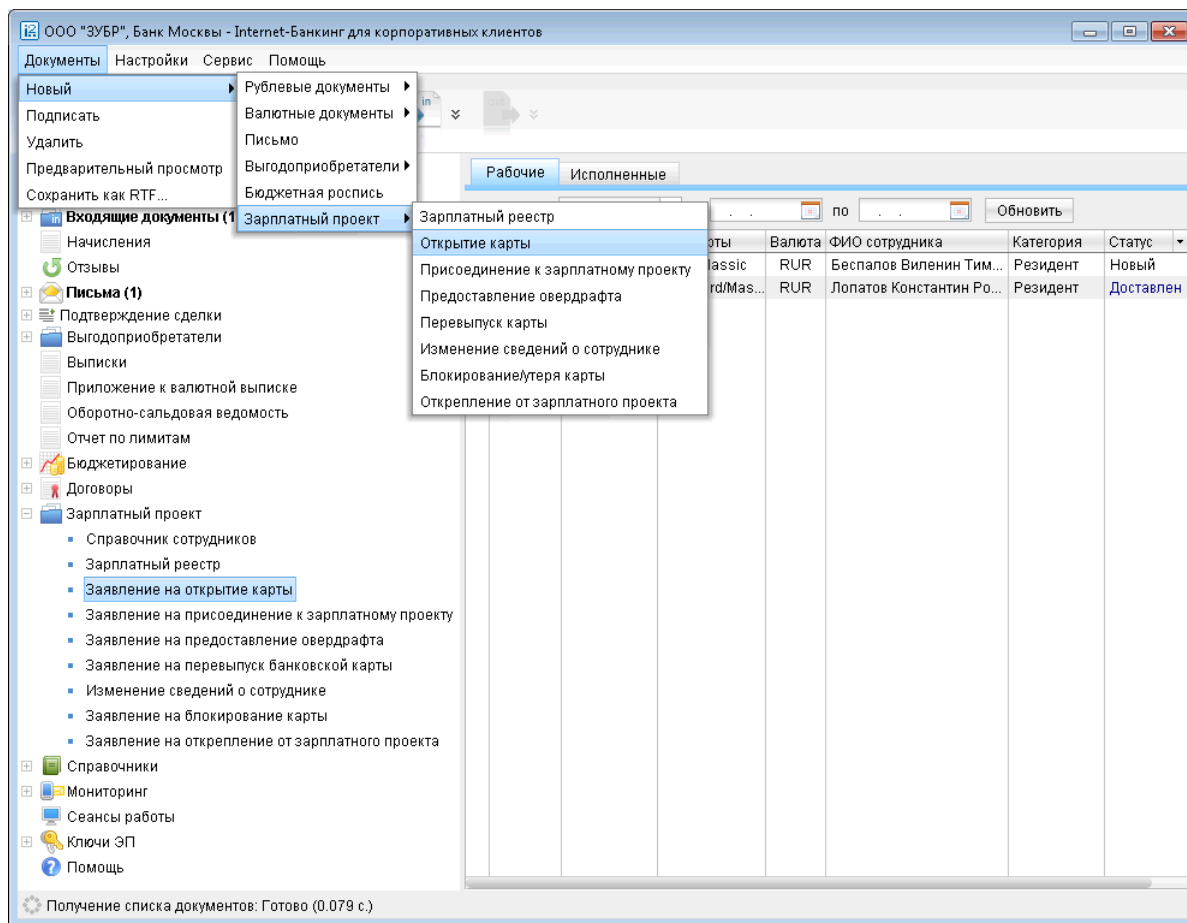 ООО "ЗУБР", Банк Москвы - Internet-Банкинг для корпоративных клиентов
Документы Настройки Сервис Помощь
Новый
Подписать
Удалить
Предварительный просмотр
Сохранить как RTF...
Рублевые документы
Валютные документы
Письмо
Выгодоприобретатели
Бюджетная роспись
Зарплатный проект
Зарплатный реестр
Открытие карты
Присоединение к зарплатному проекту
Предоставление овердрафта
Перевыпуск карты
Изменение сведений о сотруднике
Блокирование/утеря карты
Открепление от зарплатного проекта
in
out
Рабочие Исполненные
. . по . . Обновить
Валюта ФИО сотрудника Категория Статус
RUR Беспалов Виленин Тим... Резидент Новый
RUR Лопатов Константин Ро... Резидент Доставлен
Входящие документы (1
Начисления
Отзывы
Письма (1)
Подтверждение сделки
Выгодоприобретатели
Выписки
Приложение к валютной выписке
Оборотно-сальдовая ведомость
Отчет по лимитам
Бюджетирование
Договоры
Зарплатный проект
Справочник сотрудников
Зарплатный реестр
Заявление на открытие карты
Заявление на присоединение к зарплатному проекту
Заявление на предоставление овердрафта
Заявление на перевыпуск банковской карты
Изменение сведений о сотруднике
Заявление на блокирование карты
Заявление на открепление от зарплатного проекта
Справочники
Мониторинг
Сеансы работы
Ключи ЭП
Помощь
Получение списка документов: Готово (0.079 с.)